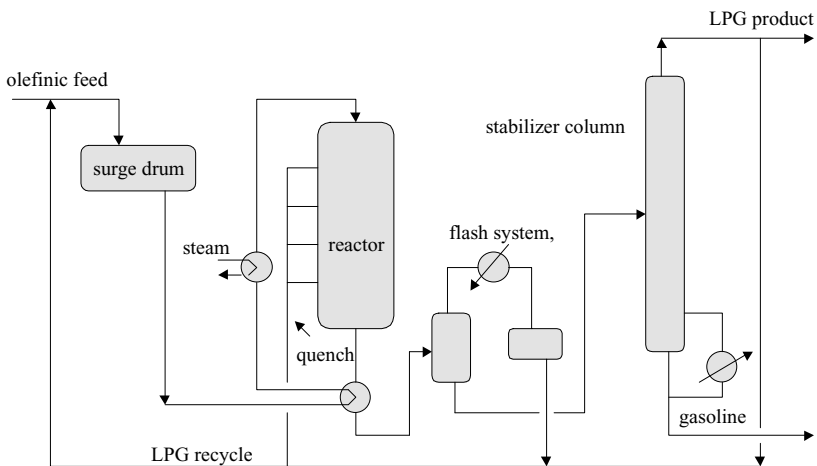 LPG product
olefinic feed
stabilizer column
surge drum
flash system,
steam
reactor
quench
gasoline
LPG recycle